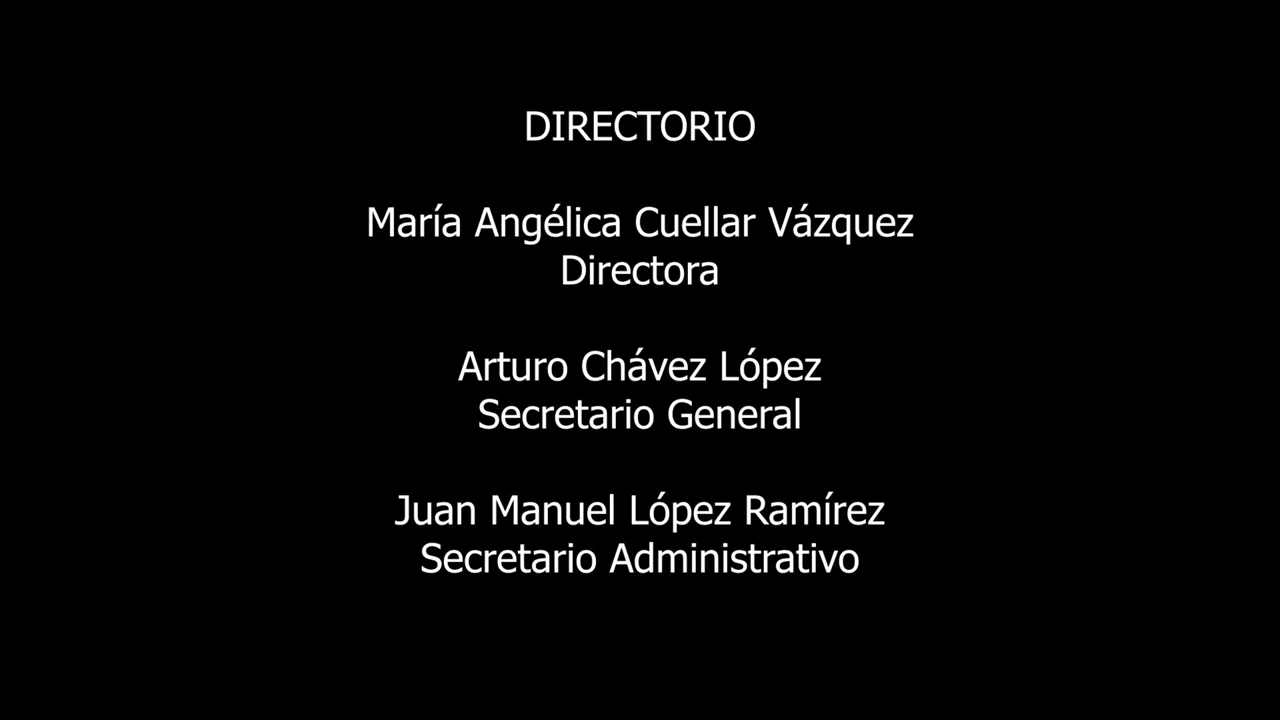 DIRECTORIO
María Angélica Cuellar Vázquez
Directora
Arturo Chávez López
Secretario General
Juan Manuel López Ramírez
Secretario Administrativo